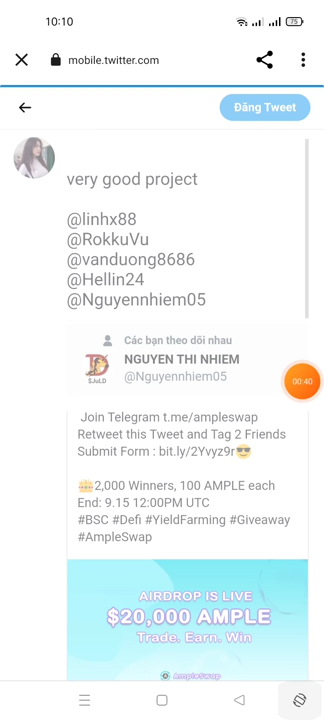 10:10
75
mobile.twitter.com
Đăng Tweet
very good project
@linhx88
@RokkuVu
@vanduong8686
@Hellin24
@Nguyennhiem05
Các bạn theo dõi nhau
NGUYEN THI NHIEM
@Nguyennhiem05
SJuLD
00:40
Join Telegram t.me/ampleswap
Retweet this Tweet and Tag 2 Friends
Submit Form : bit.ly/2Yvyz9r😎
👑2,000 Winners, 100 AMPLE each
End: 9.15 12:00PM UTC
#BSC #Defi #YieldFarming #Giveaway
#AmpleSwap
AIRDROP IS LIVE
$20,000 AMPLE
Trade. Earn. Win
AmpleSwap